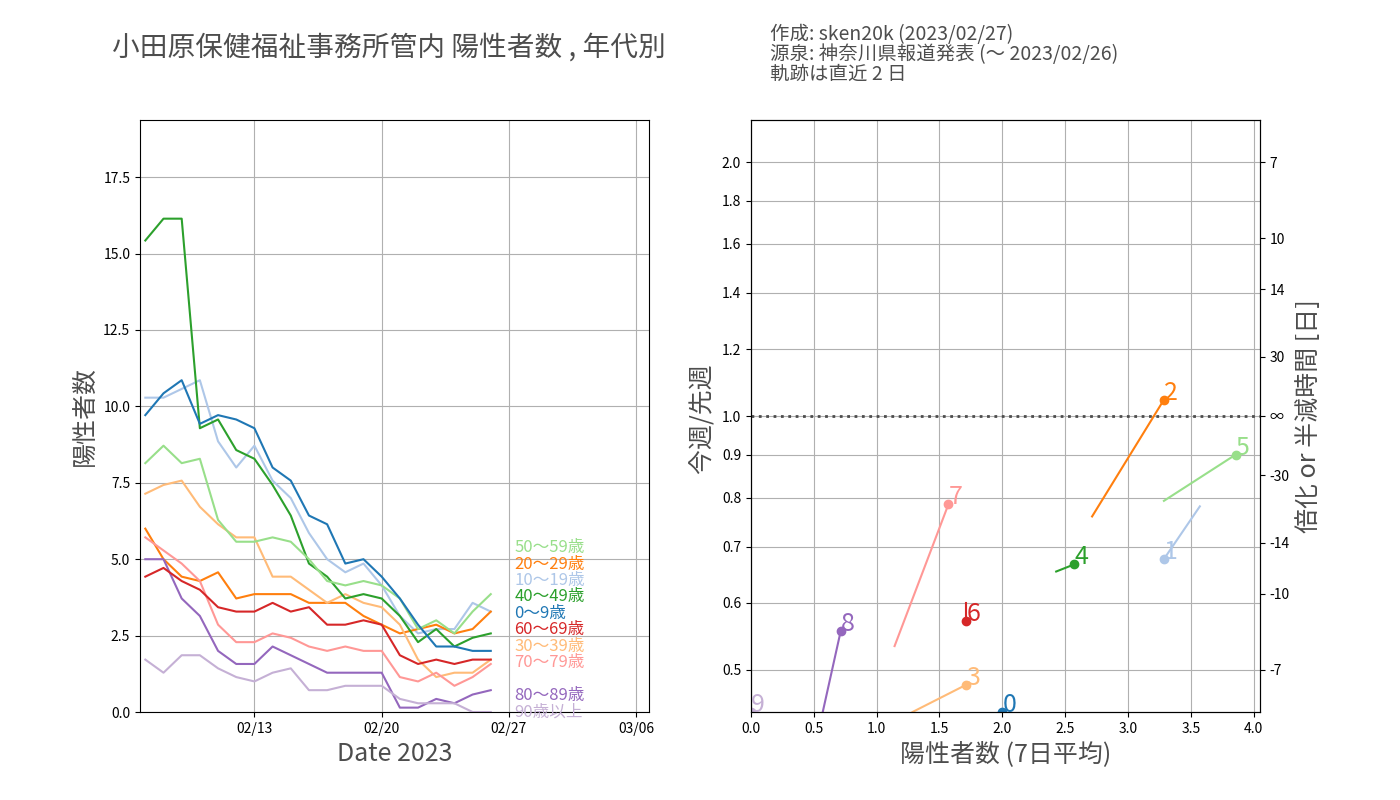 小田原保健福祉事務所管内 陽性者数 , 年代別
作成: sken20k (2023/02/27)
源泉: 神奈川県報道発表 (〜 2023/02/26)
軌跡は直近 2 日
陽性者数
17.5
15.0
12.5
10.0
7.5
5.0
2.5
0.0
50〜59歳
20〜29歳
10〜19歳
40〜49歳
0〜9歳
60〜69歳
30〜39歳
70〜79歳
80〜89歳
90歳以上
02/13
02/20
02/27
03/06
Date 2023
今週/先週
2.0
1.8
1.6
1.4
1.2
1.0
0.9
0.8
0.7
0.6
0.5
2
5
7
1
4
6
8
3
9
0
0.0
0.5
1.0
1.5
2.0
2.5
3.0
3.5
4.0
陽性者数 (7日平均)
7
10
14
30
∞
-30
-14
-10
-7
倍化 or 半減時間 [日]